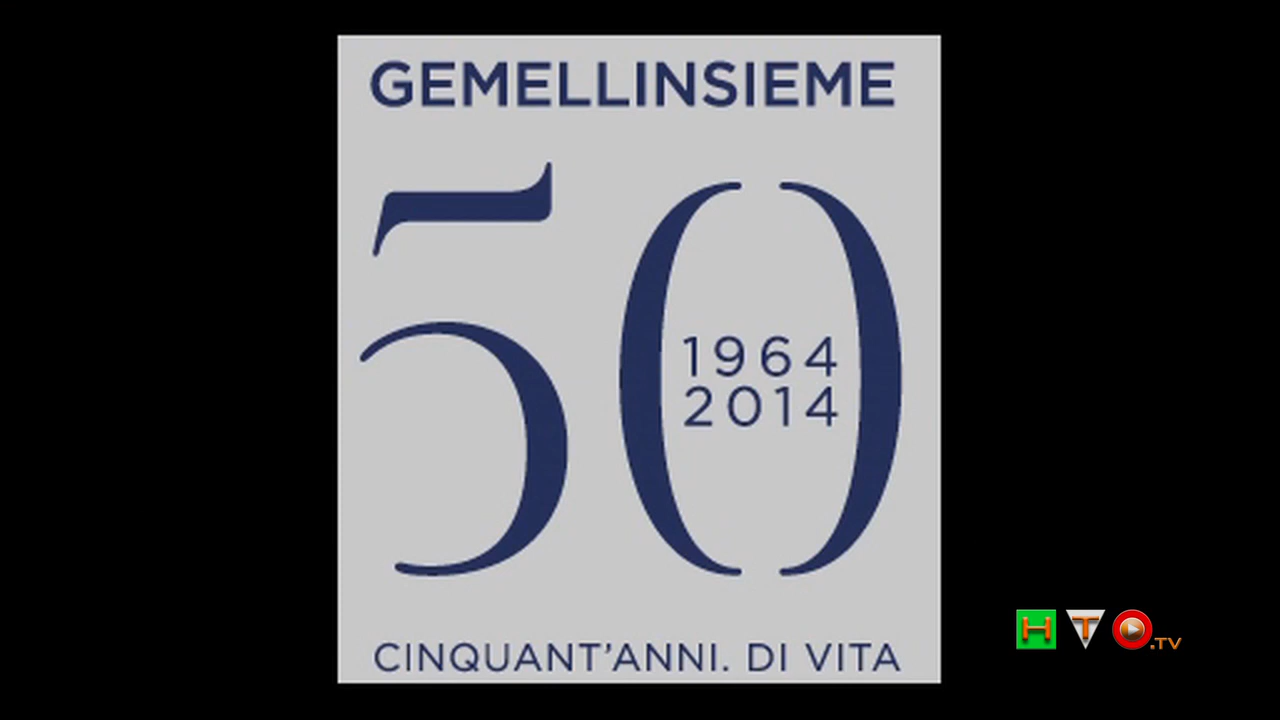 GEMELLINSIEME
50
1964
2014
CINQUANT’ANNI. DI VITA
HTO.TV